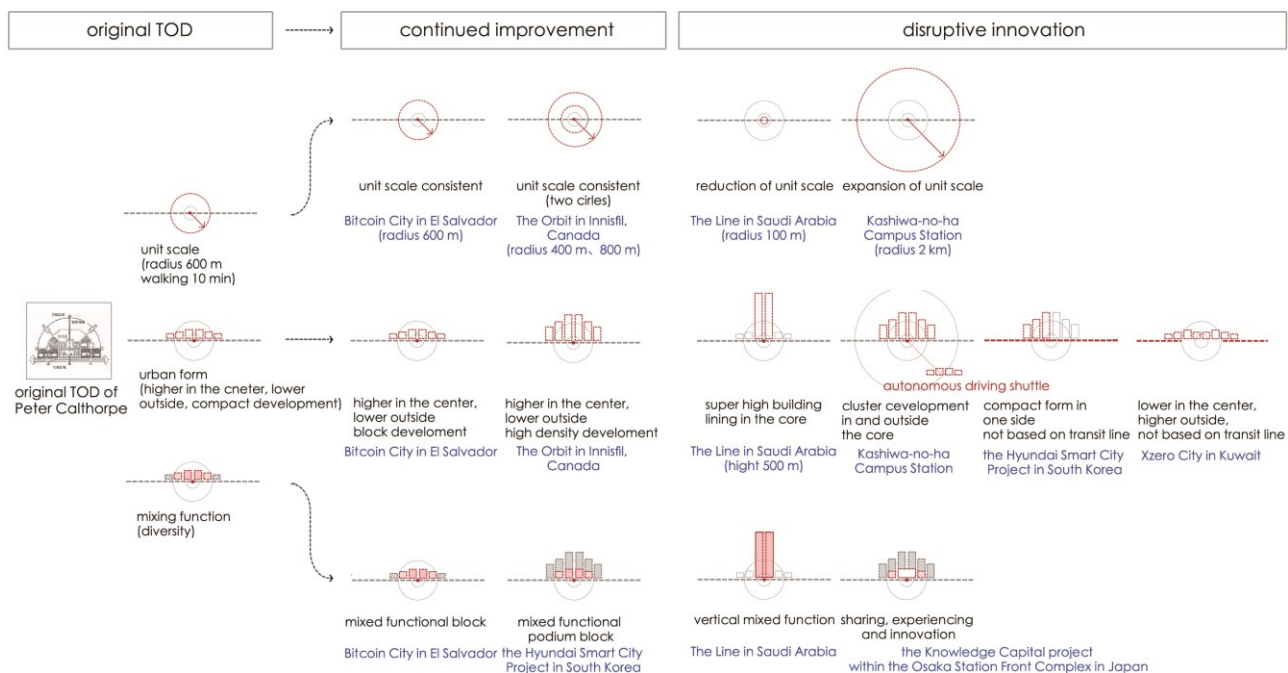 original TOD
continued improvement
disruptive innovation
unit scale consistent
Bitcoin City in El Salvador
(radius 600 m)
unit scale consistent
(two cirles)
The Orbit in Innisfil,
Canada
(radius 400 m、800 m)
reduction of unit scale
The Line in Saudi Arabia
(radius 100 m)
expansion of unit scale
Kashiwa-no-ha
Campus Station
(radius 2 km)
unit scale
(radius 600 m
walking 10 min)
original TOD of
Peter Calthorpe
urban form
(higher in the cneter, lower
outside, compact development)
higher in the center,
lower outside
block develoment
Bitcoin City in El Salvador
higher in the center,
lower outside
high density develoment
The Orbit in Innisfil,
Canada
super high building
lining in the core
The Line in Saudi Arabia
(hight 500 m)
autonomous driving shuttle
cluster cevelopment
in and outside
the core
Kashiwa-no-ha
Campus Station
compact form in
one side
not based on transit line
the Hyundai Smart City
Project in South Korea
lower in the center,
higher outside,
not based on transit line
Xzero City in Kuwait
mixing function
(diversity)
mixed functional block
Bitcoin City in El Salvador
mixed functional
podium block
the Hyundai Smart City
Project in South Korea
vertical mixed function
The Line in Saudi Arabia
sharing, experiencing
and innovation
the Knowledge Capital project
within the Osaka Station Front Complex in Japan